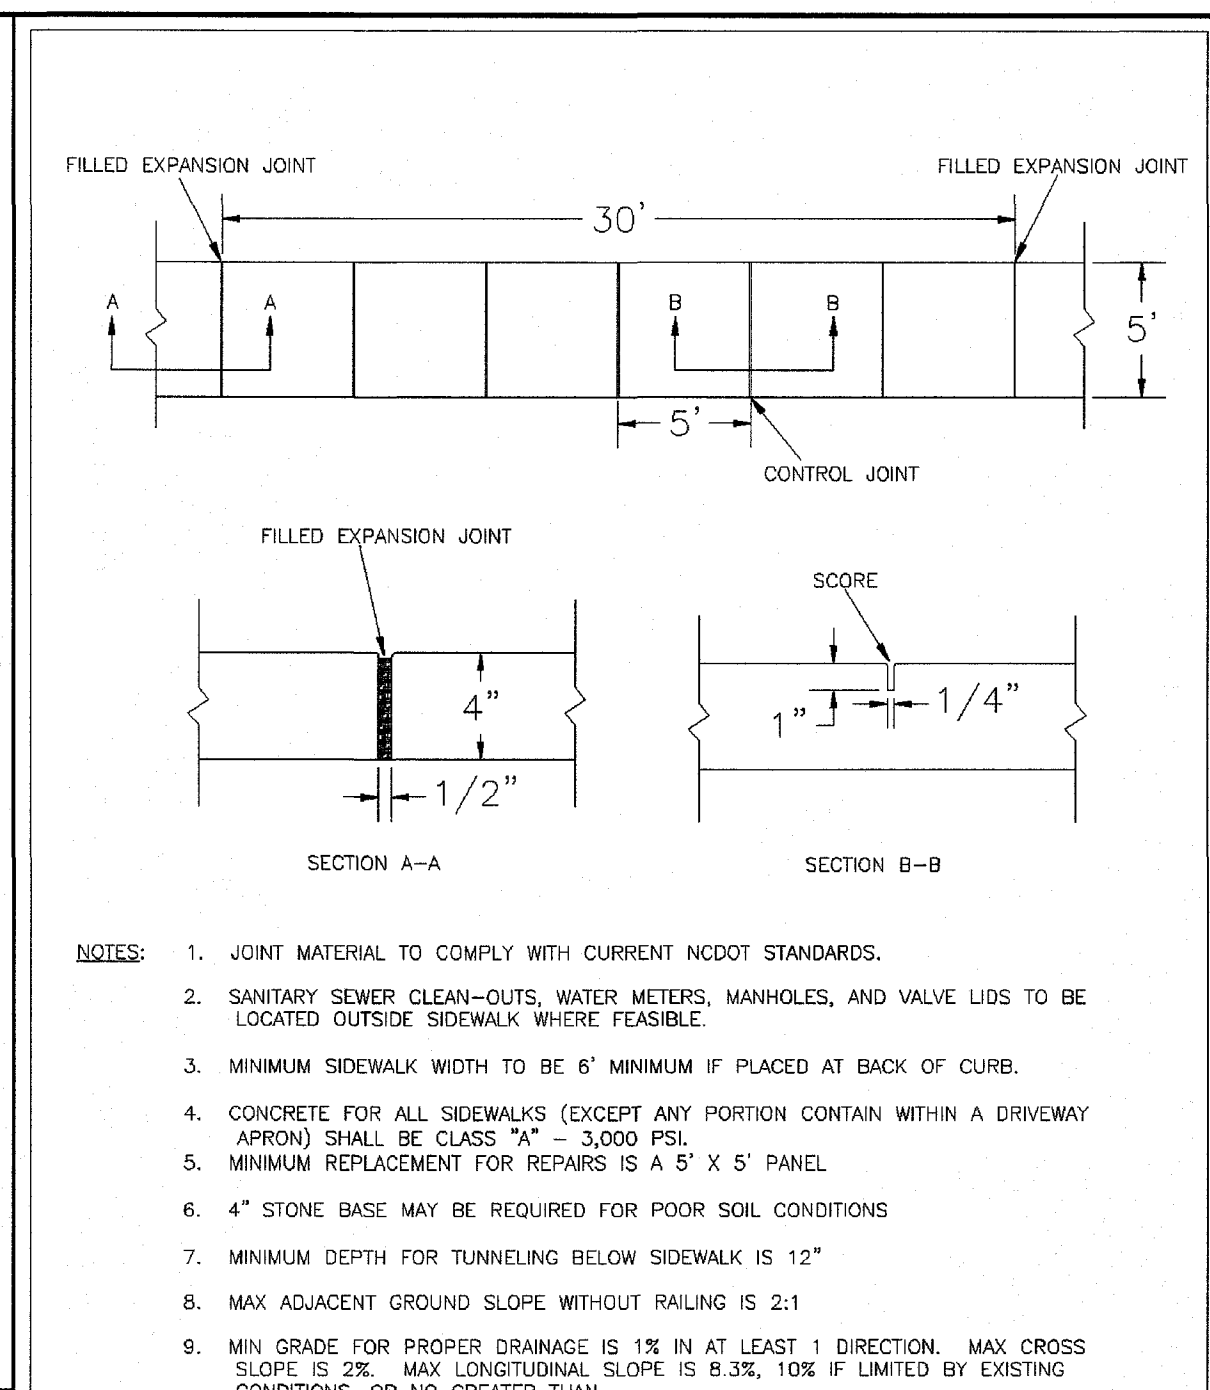 FILLED EXPANSION JOINT
FILLED EXPANSION JOINT
30'
A
A
B
B
5'
5'
CONTROL JOINT
FILLED EXPANSION JOINT
SCORE
4"
1"
1/4"
1/2"
SECTION A-A
SECTION B-B
NOTES: 1. JOINT MATERIAL TO COMPLY WITH CURRENT NCDOT STANDARDS.
2. SANITARY SEWER CLEAN-OUTS, WATER METERS, MANHOLES, AND VALVE LIDS TO BE
LOCATED OUTSIDE SIDEWALK WHERE FEASIBLE.
3. MINIMUM SIDEWALK WIDTH TO BE 6' MINIMUM IF PLACED AT BACK OF CURB.
4. CONCRETE FOR ALL SIDEWALKS (EXCEPT ANY PORTION CONTAIN WITHIN A DRIVEWAY
APRON) SHALL BE CLASS "A" - 3,000 PSI.
5. MINIMUM REPLACEMENT FOR REPAIRS IS A 5' X 5' PANEL
6. 4" STONE BASE MAY BE REQUIRED FOR POOR SOIL CONDITIONS
7. MINIMUM DEPTH FOR TUNNELING BELOW SIDEWALK IS 12"
8. MAX ADJACENT GROUND SLOPE WITHOUT RAILING IS 2:1
9. MIN GRADE FOR PROPER DRAINAGE IS 1% IN AT LEAST 1 DIRECTION. MAX CROSS
SLOPE IS 2%. MAX LONGITUDINAL SLOPE IS 8.3%, 10% IF LIMITED BY EXISTING
CONDITIONS, OR NO GREATER THAN